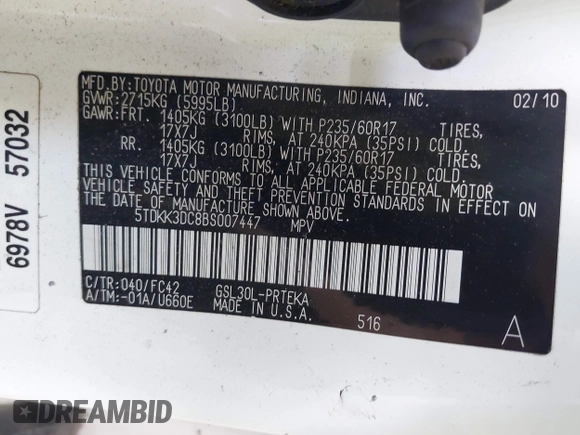 MFD.BY:TOYOTA MOTOR MANUFACTURING, INDIANA, INC. 02/10
GVWR:2715KG (5995LB)
GAWR:FRT. 1405KG (3100LB) WITH P235/60R17 TIRES,
17X7J RIMS, AT 240KPA (35PSI) COLD.
RR. 1405KG (3100LB) WITH P235/60R17 TIRES,
17X7J RIMS, AT 240KPA (35PSI) COLD.
THIS VEHICLE CONFORMS TO ALL APPLICABLE FEDERAL MOTOR
VEHICLE SAFETY AND THEFT PREVENTION STANDARDS IN EFFECT ON
THE DATE OF MANUFACTURE SHOWN ABOVE.
5TDKK3DC8BS007447 MPV
C/TR:040/FC42 GSL30L-PRTEKA
A/TM:-01A/U660E MADE IN U.S.A.
516 A
6978V 57032
DREAMBID